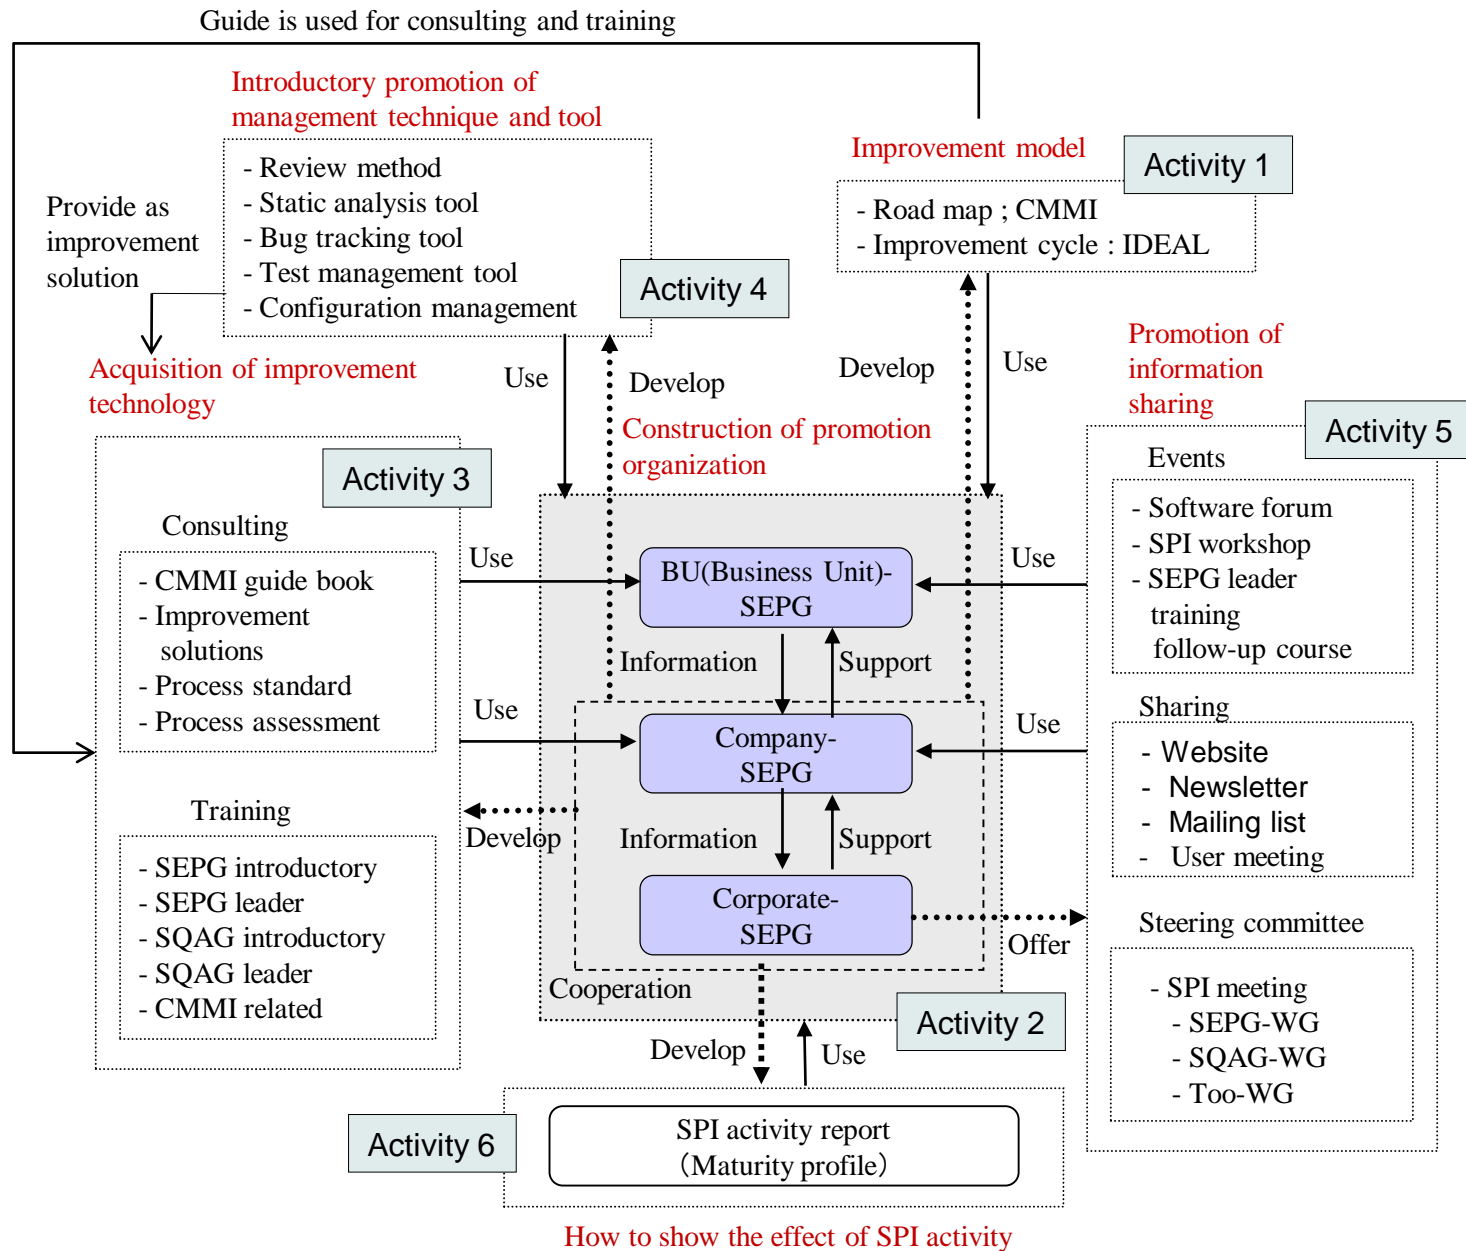 Guide is used for consulting and training
Introductory promotion of
management technique and tool
- Review method
- Static analysis tool
- Bug tracking tool
- Test management tool
- Configuration management
Activity 4
Improvement model
Activity 1
- Road map ; CMMI
- Improvement cycle : IDEAL
Provide as
improvement
solution
Acquisition of improvement
technology
Use
Develop
Develop
Use
Construction of promotion
organization
Promotion of
information
sharing
Activity 3
Consulting
- CMMI guide book
- Improvement
solutions
- Process standard
- Process assessment
Training
- SEPG introductory
- SEPG leader
- SQAG introductory
- SQAG leader
- CMMI related
Use
Use
Develop
BU(Business Unit)-
SEPG
Information
Support
Company-
SEPG
Information
Support
Corporate-
SEPG
Cooperation
Activity 2
Use
Use
Offer
Activity 5
Events
- Software forum
- SPI workshop
- SEPG leader
training
follow-up course
Sharing
- Website
- Newsletter
- Mailing list
- User meeting
Steering committee
- SPI meeting
- SEPG-WG
- SQAG-WG
- Too-WG
Develop
Use
Activity 6
SPI activity report
（Maturity profile）
How to show the effect of SPI activity